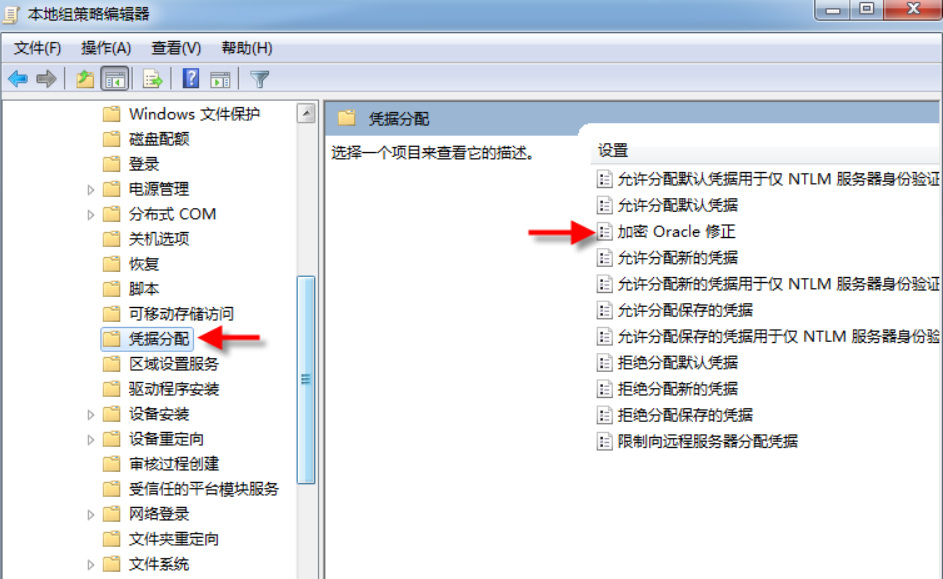 本地组策略编辑器
文件(F) 操作(A) 查看(V) 帮助(H)
Windows 文件保护
磁盘配额
登录
电源管理
分布式 COM
关机选项
恢复
脚本
可移动存储访问
凭据分配
区域设置服务
驱动程序安装
设备安装
设备重定向
审核过程创建
受信任的平台模块服务
网络登录
文件夹重定向
文件系统
凭据分配
选择一个项目来查看它的描述。
设置
允许分配默认凭据用于仅 NTLM 服务器身份验证
允许分配默认凭据
加密 Oracle 修正
允许分配新的凭据
允许分配新的凭据用于仅 NTLM 服务器身份验证
允许分配保存的凭据
允许分配保存的凭据用于仅 NTLM 服务器身份验
拒绝分配默认凭据
拒绝分配新的凭据
拒绝分配保存的凭据
限制向远程服务器分配凭据